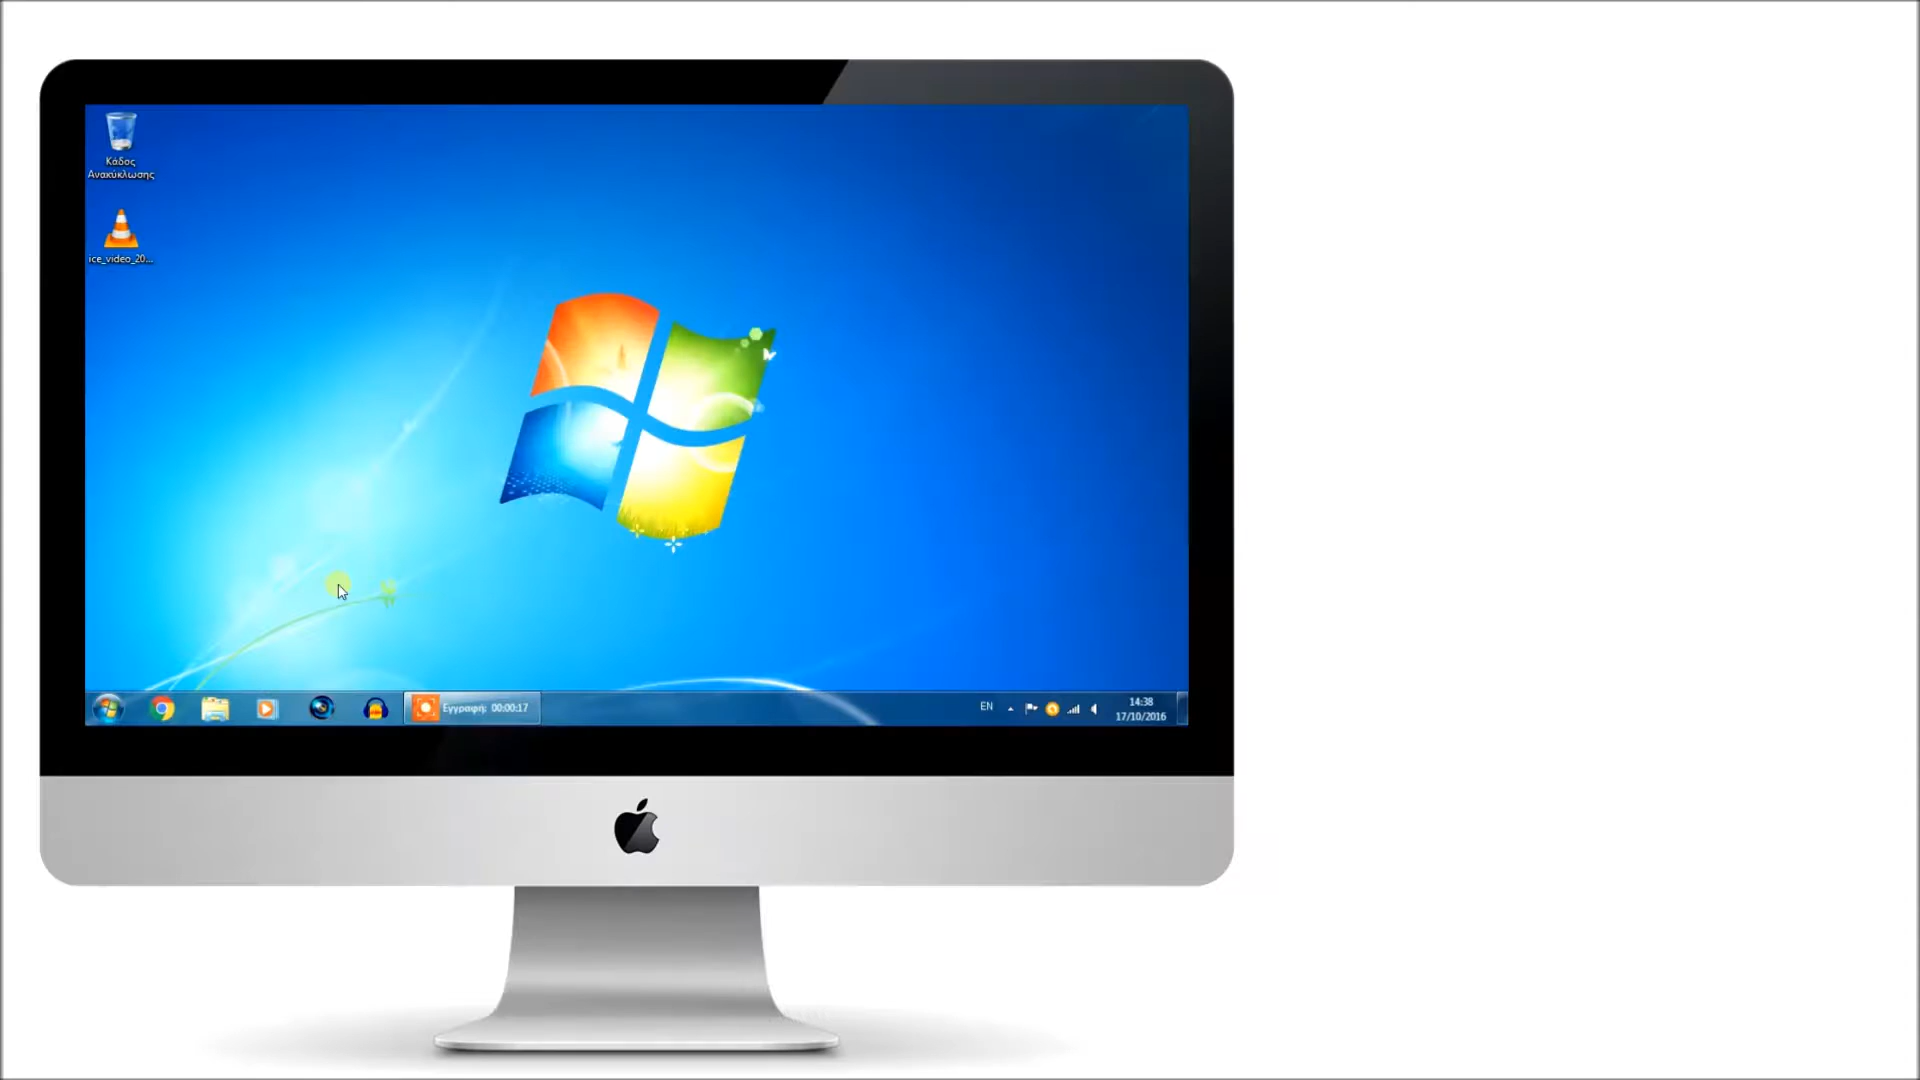 Κάδος
Ανακύκλωσης
ice_video_20...
Εγγραφή: 00:00:17
EN
14:38
17/10/2016